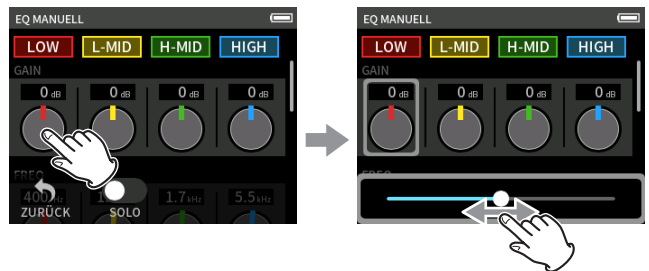 EQ MANUELL
LOW L-MID H-MID HIGH
GAIN
0 dB 0 dB 0 dB 0 dB
FREQ
400 Hz 1.7 kHz 5.5 kHz
ZURÜCK SOLO
EQ MANUELL
LOW L-MID H-MID HIGH
GAIN
0 dB 0 dB 0 dB 0 dB
FREQ